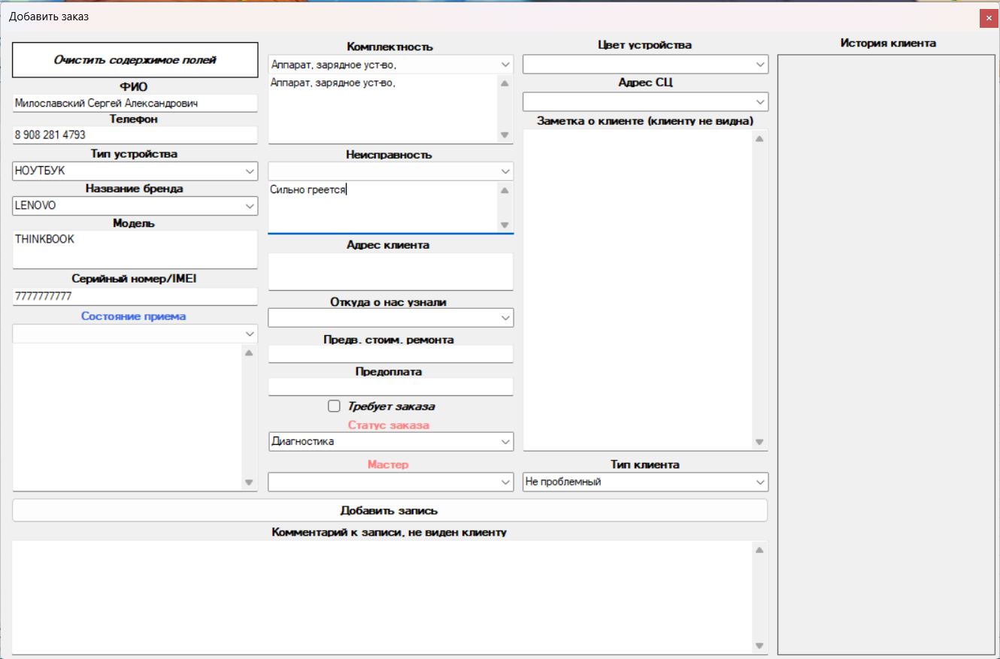 Добавить заказ
Очистить содержимое полей
ФИО
Милославский Сергей Александрович
Телефон
8 908 281 4793
Тип устройства
НОУТБУК
Название бренда
LENOVO
Модель
THINKBOOK
Серийный номер/IMEI
7777777777
Состояние приема
Комплектность
Аппарат, зарядное уст-во,
Аппарат, зарядное уст-во,
Неисправность
Сильно греется
Адрес клиента
Откуда о нас узнали
Предв. стоим. ремонта
Предоплата
Требует заказа
Статус заказа
Диагностика
Мастер
Цвет устройства
Адрес СЦ
Заметка о клиенте (клиенту не видна)
Тип клиента
Не проблемный
История клиента
Добавить запись
Комментарий к записи, не виден клиенту